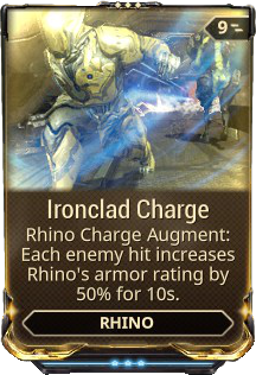 9
Ironclad Charge
Rhino Charge Augment:
Each enemy hit increases
Rhino's armor rating by
50% for 10s.
RHINO